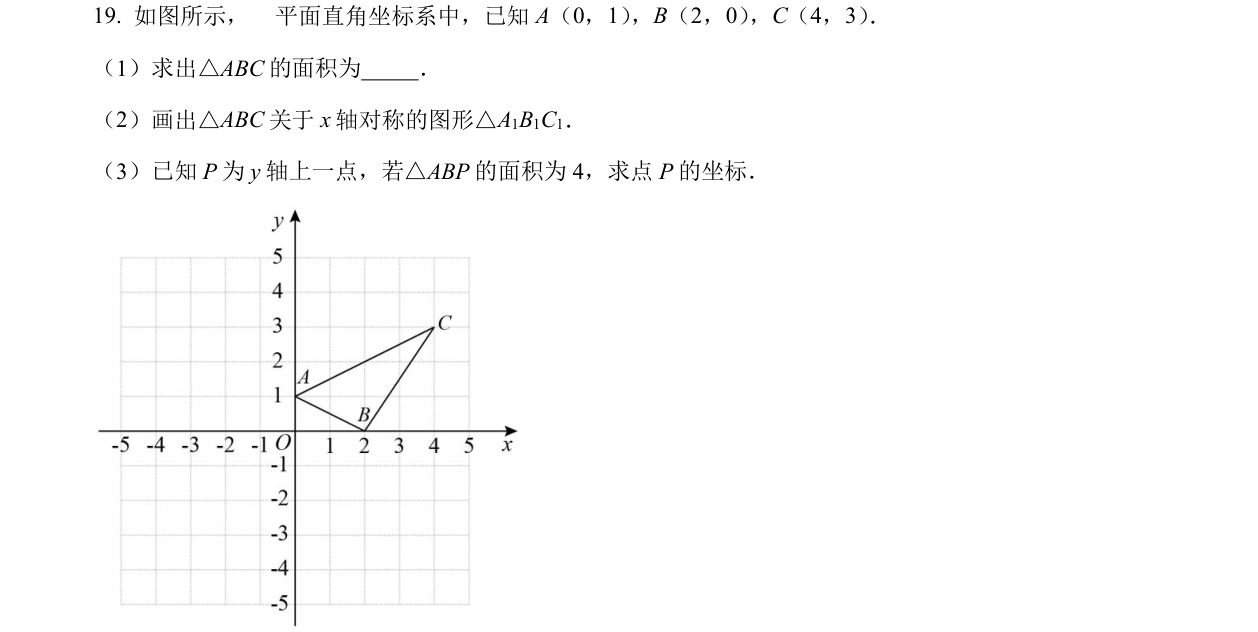 19. 如图所示， 平面直角坐标系中，已知 A（0，1），B（2，0），C（4，3）.
（1）求出△ABC 的面积为_____.
（2）画出△ABC 关于 x 轴对称的图形△A₁B₁C₁.
（3）已知 P 为 y 轴上一点，若△ABP 的面积为 4，求点 P 的坐标.
y
5
4
3
C
2
A
1
B
-5 -4 -3 -2 -1 O 1 2 3 4 5 x
-1
-2
-3
-4
-5